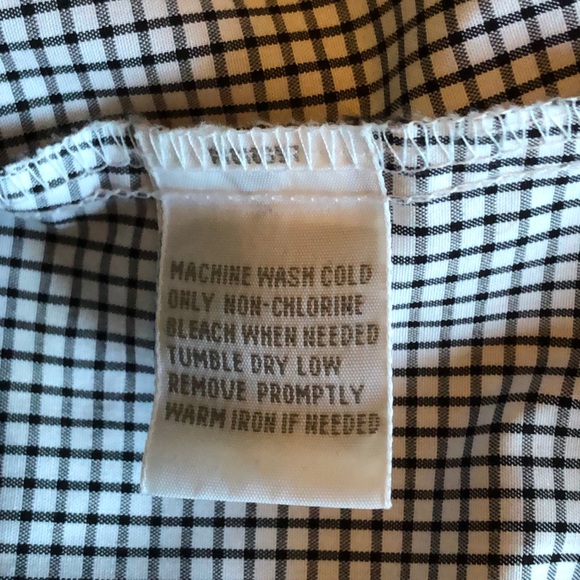 MACHINE WASH COLD
ONLY NON-CHLORINE
BLEACH WHEN NEEDED
TUMBLE DRY LOW
REMOVE PROMPTLY
WARM IRON IF NEEDED